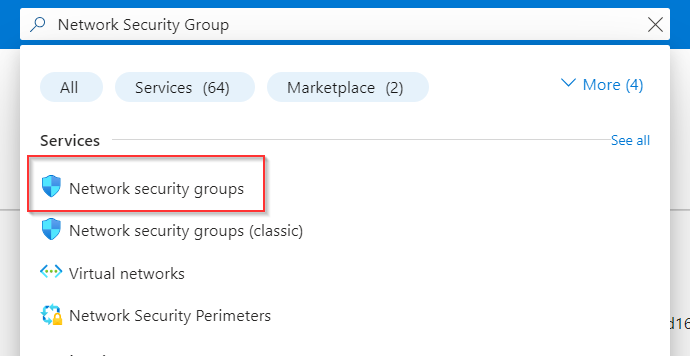 Network Security Group
All Services (64) Marketplace (2) More (4)
Services See all
Network security groups
Network security groups (classic)
Virtual networks
Network Security Perimeters
d16